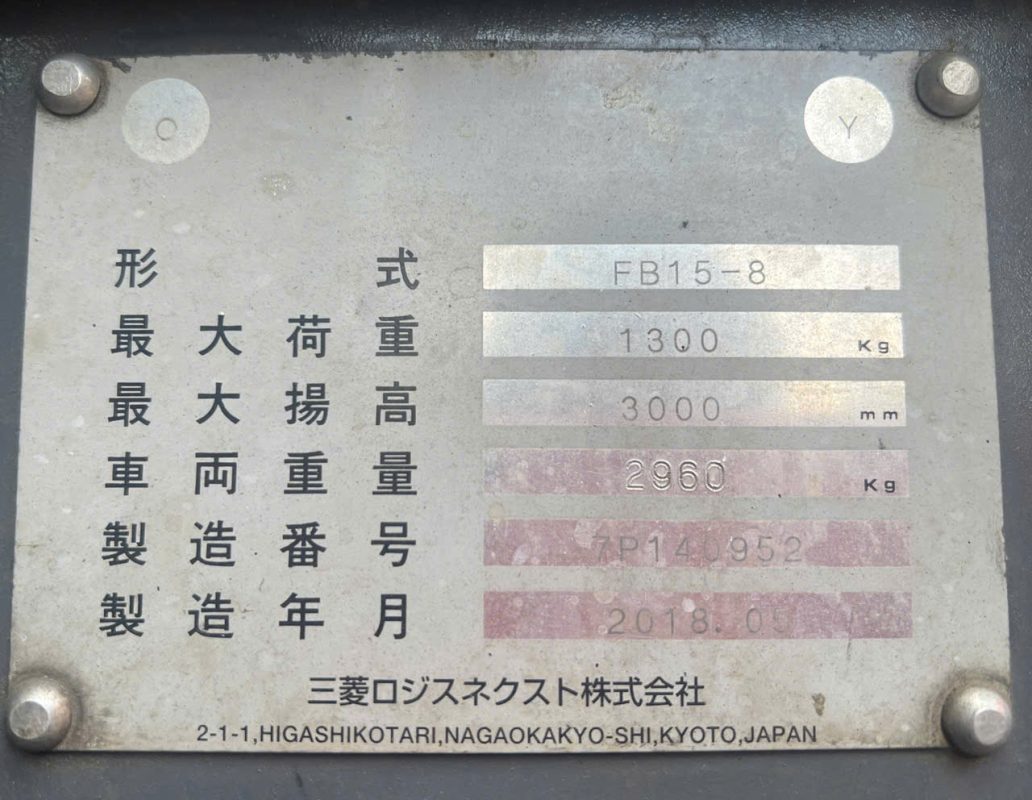 O Y
形式 FB15-8
最大荷重 1300 Kg
最大揚高 3000 mm
車両重量 2960 Kg
製造番号 7P140952
製造年月 2018.05
三菱ロジスネクスト株式会社
2-1-1,HIGASHIKOTARI,NAGAOKAKYO-SHI,KYOTO,JAPAN